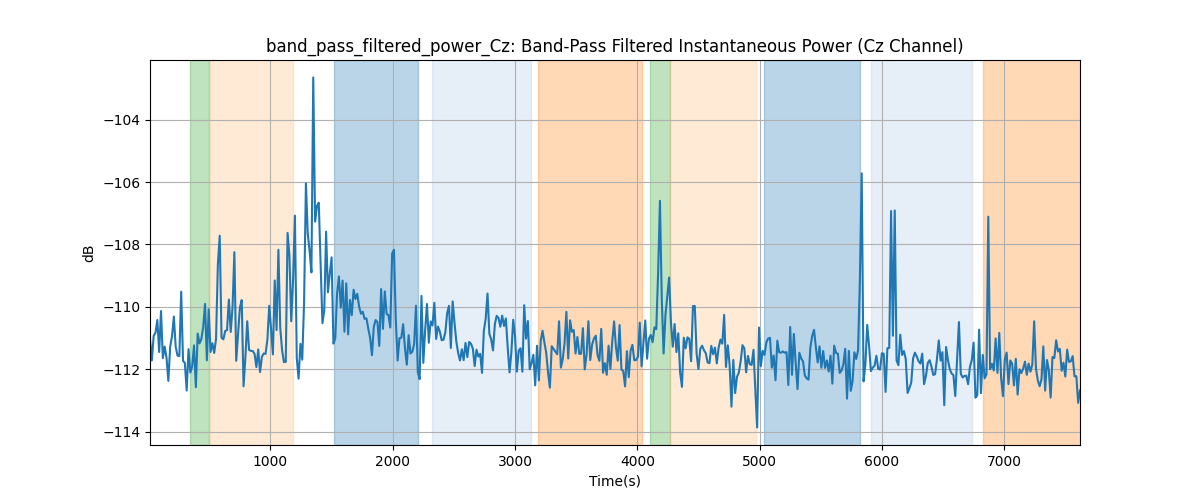 band_pass_filtered_power_Cz: Band-Pass Filtered Instantaneous Power (Cz Channel)
−104
−106
−108
−110
−112
−114
dB
1000 2000 3000 4000 5000 6000 7000
Time(s)